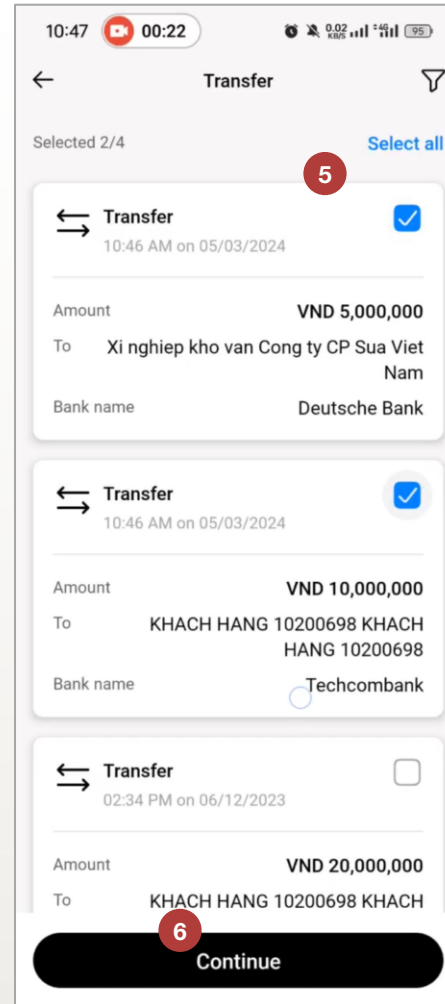 10:47 00:22 0.02 KB/S 4G 95
Transfer
Selected 2/4 Select all
5
Transfer
10:46 AM on 05/03/2024
Amount VND 5,000,000
To Xi nghiep kho van Cong ty CP Sua Viet
Nam
Bank name Deutsche Bank
Transfer
10:46 AM on 05/03/2024
Amount VND 10,000,000
To KHACH HANG 10200698 KHACH
HANG 10200698
Bank name Techcombank
Transfer
02:34 PM on 06/12/2023
Amount VND 20,000,000
To KHACH HANG 10200698 KHACH
6
Continue